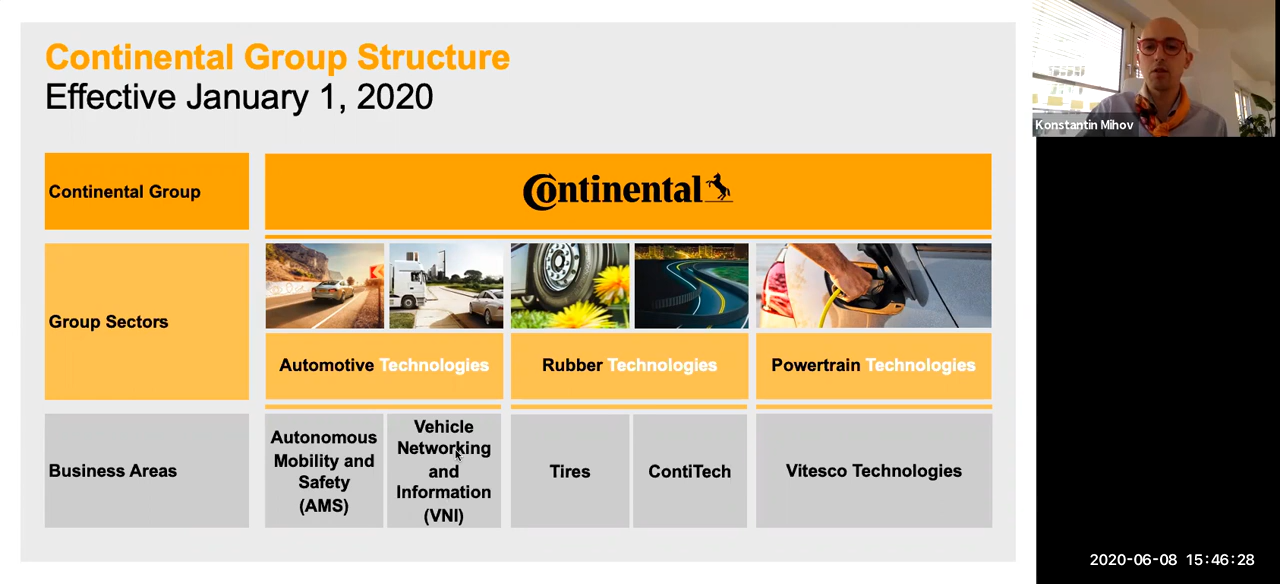 Continental Group Structure
Effective January 1, 2020
Konstantin Mihov
Continental Group
Continental
Group Sectors
Automotive Technologies
Rubber Technologies
Powertrain Technologies
Business Areas
Autonomous
Mobility and
Safety
(AMS)
Vehicle
Networking
and
Information
(VNI)
Tires
ContiTech
Vitesco Technologies
2020-06-08 15:46:28